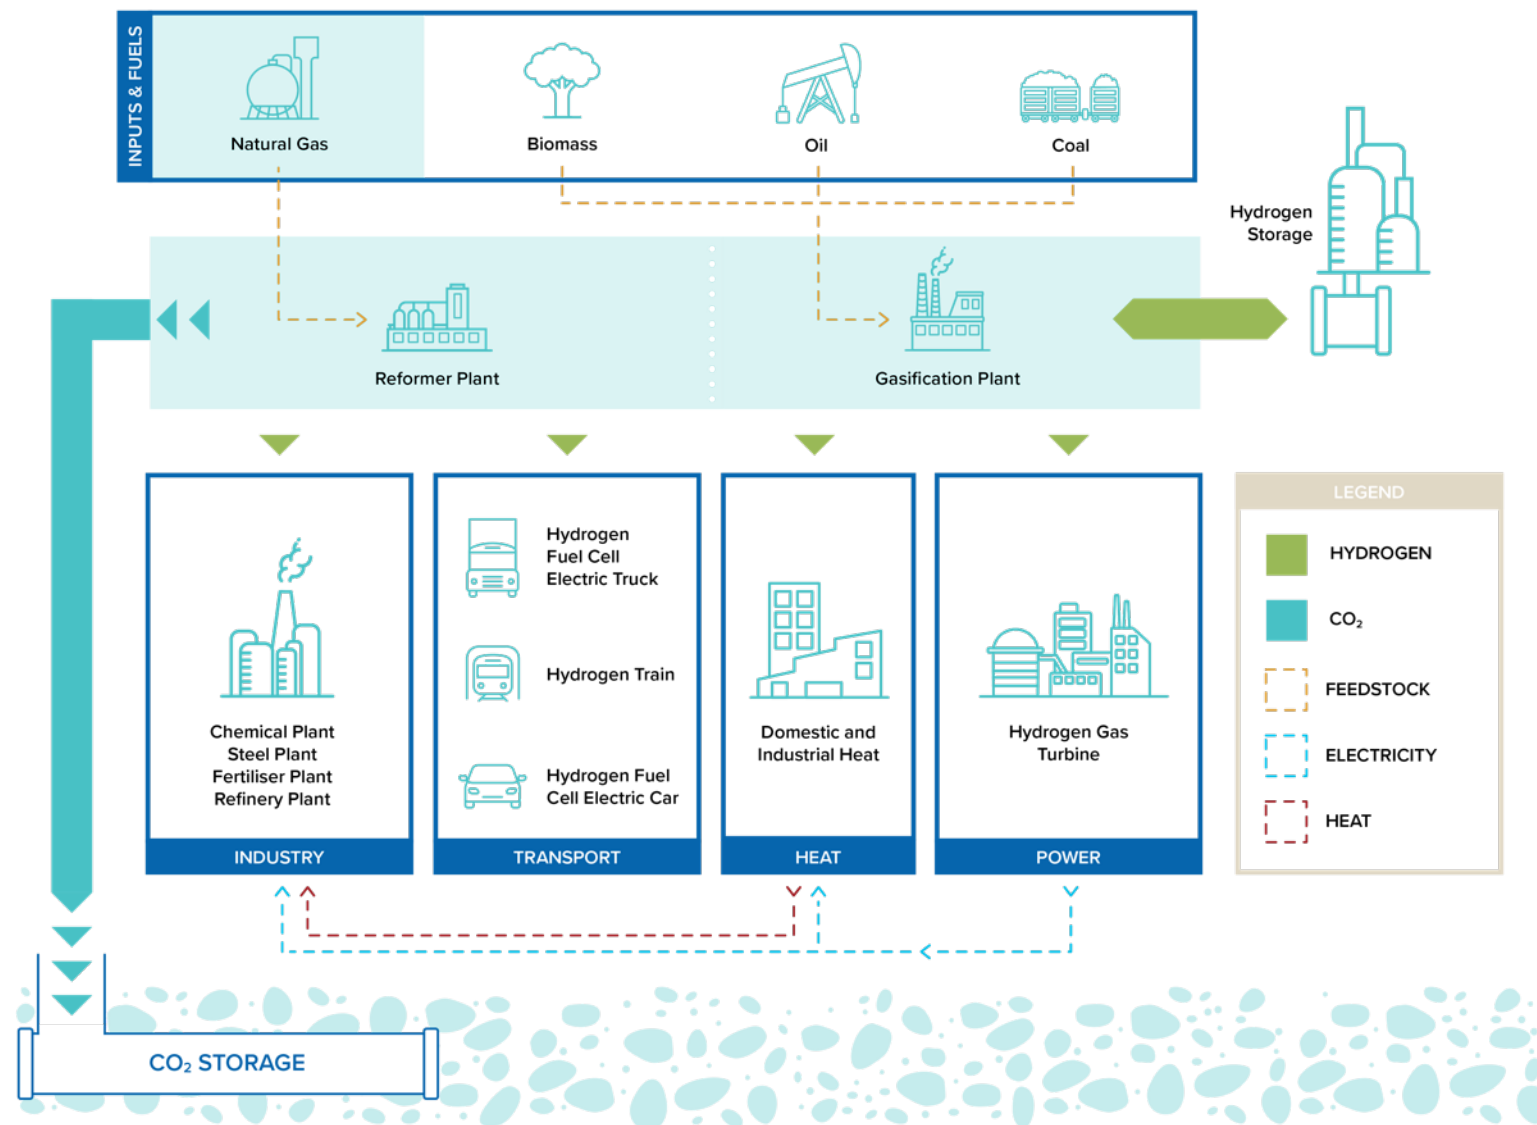 INPUTS & FUELS
Natural Gas
Biomass
Oil
Coal
Hydrogen
Storage
Reformer Plant
Gasification Plant
Chemical Plant
Steel Plant
Fertiliser Plant
Refinery Plant
INDUSTRY
Hydrogen
Fuel Cell
Electric Truck
Hydrogen Train
Hydrogen Fuel
Cell Electric Car
TRANSPORT
Domestic and
Industrial Heat
HEAT
Hydrogen Gas
Turbine
POWER
LEGEND
HYDROGEN
CO₂
FEEDSTOCK
ELECTRICITY
HEAT
CO₂ STORAGE